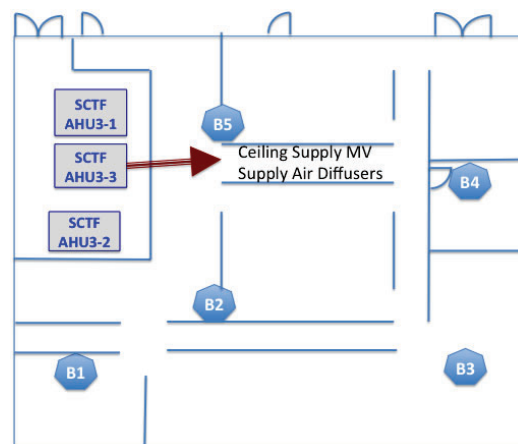 SCTF
AHU3-1
B5
SCTF
AHU3-3
Ceiling Supply MV
Supply Air Diffusers
B4
SCTF
AHU3-2
B2
B1
B3